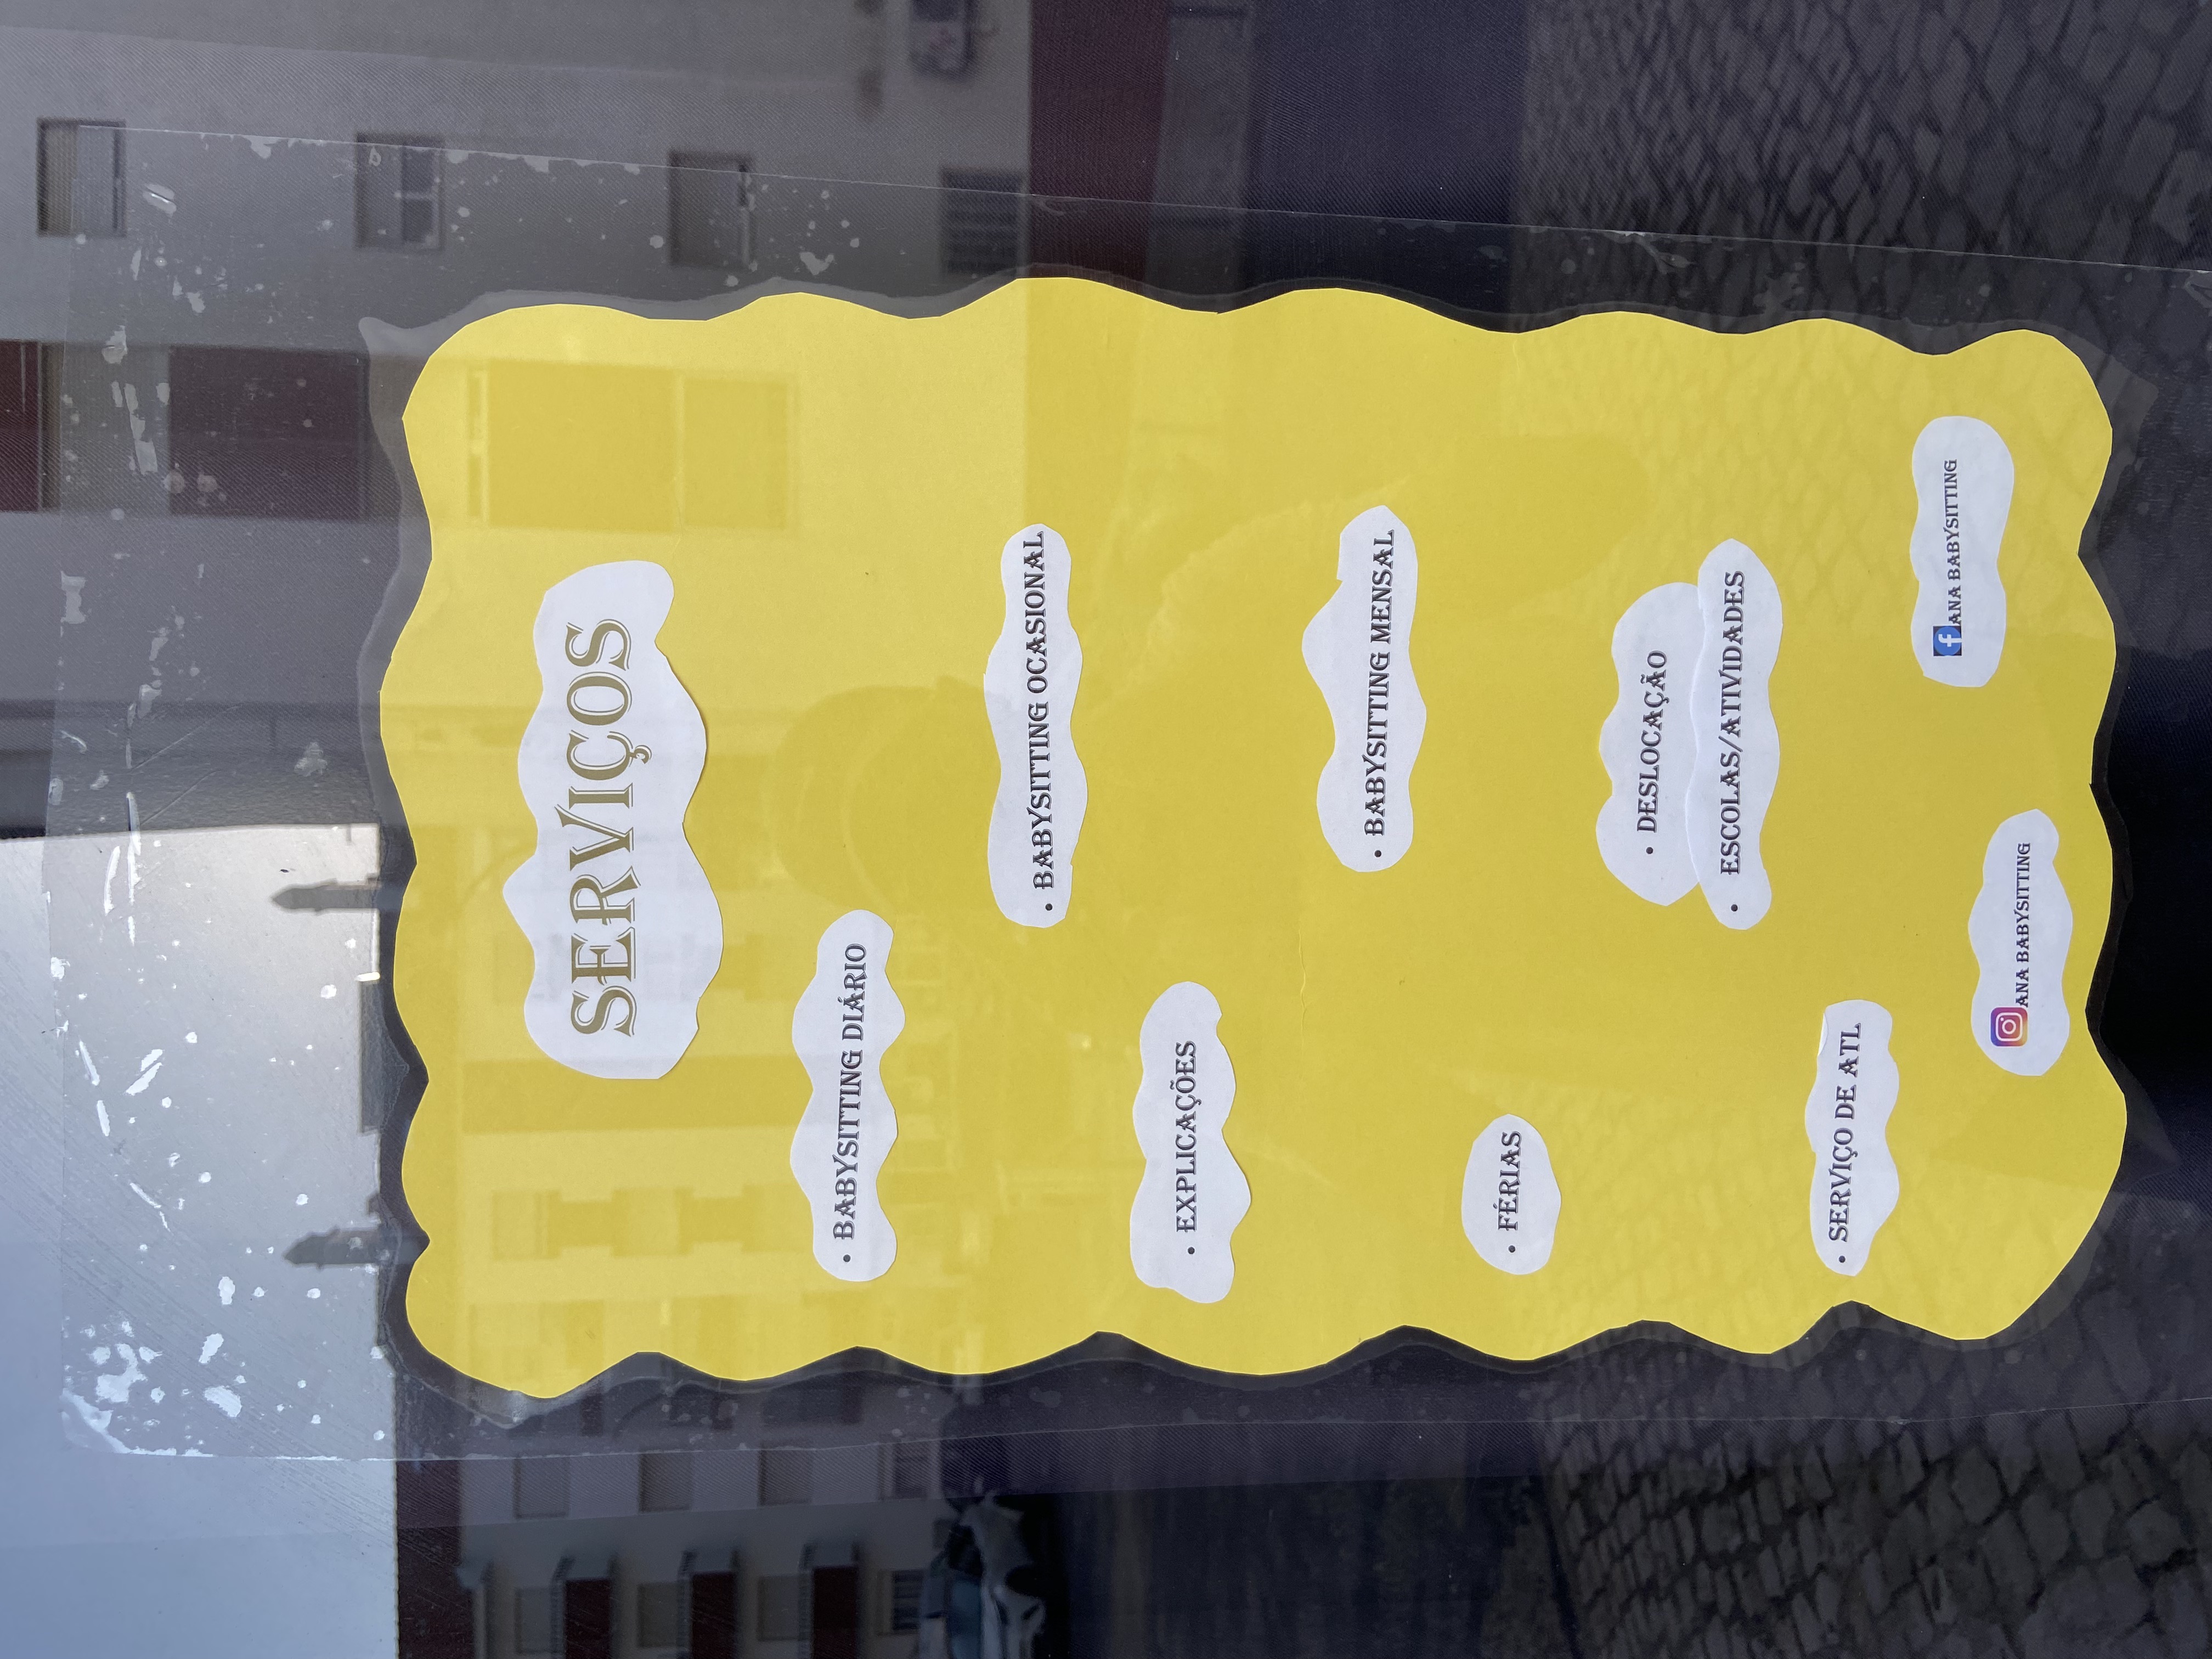 SERVIÇOS
• BABYSITTING DIÁRIO
• BABYSITTING OCASIONAL
• EXPLICAÇÕES
• BABYSITTING MENSAL
• FÉRIAS
• DESLOCAÇÃO
• ESCOLAS/ATIVIDADES
• SERVIÇO DE ATL
ANA BABYSITTING
ANA BABYSITTING